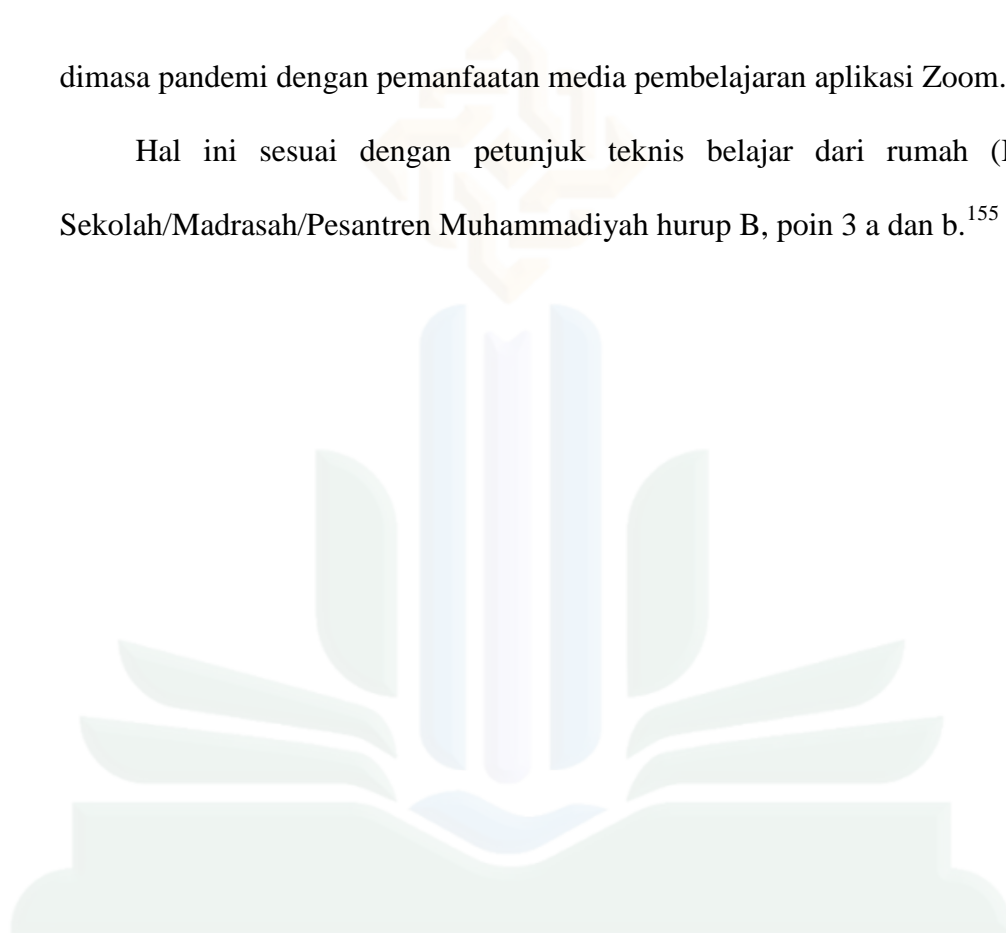 dimasa pandemi dengan pemanfaatan media pembelajaran aplikasi Zoom.
Hal ini sesuai dengan petunjuk teknis belajar dari rumah
Sekolah/Madrasah/Pesantren Muhammadiyah hurup B, poin 3 a dan b.155